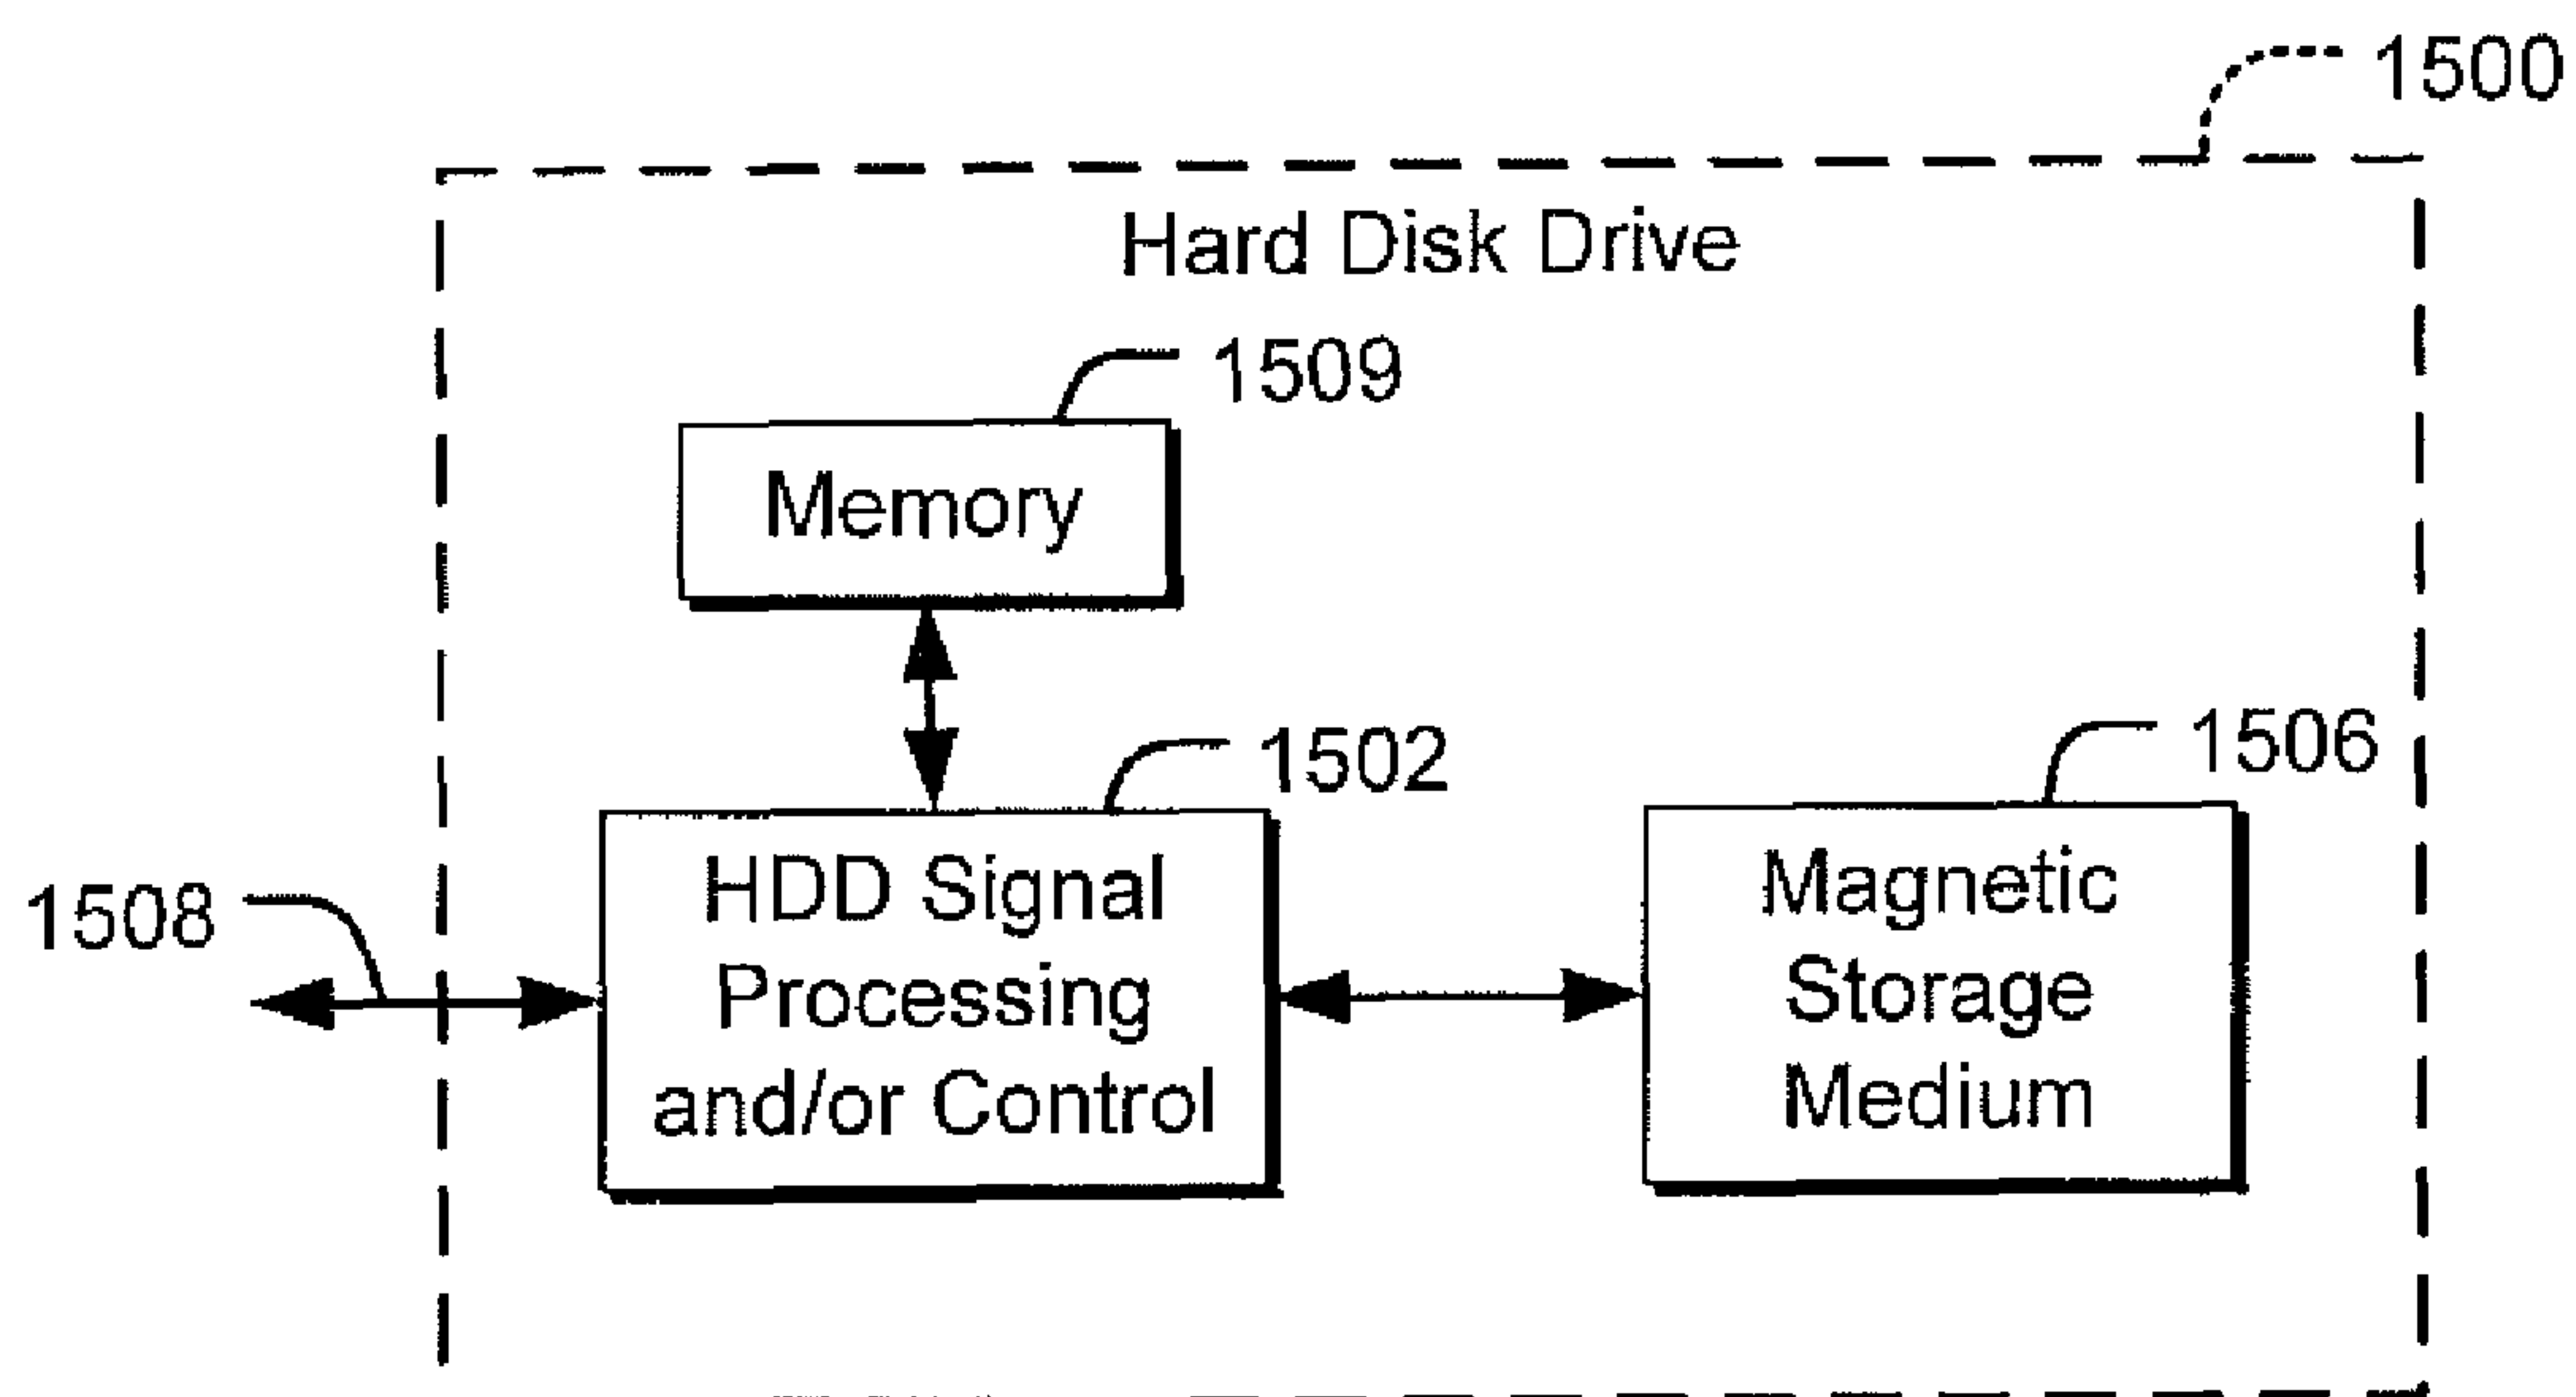 1500
Hard Disk Drive
1509
Memory
1502
1506
1508
HDD Signal
Processing
and/or Control
Magnetic
Storage
Medium